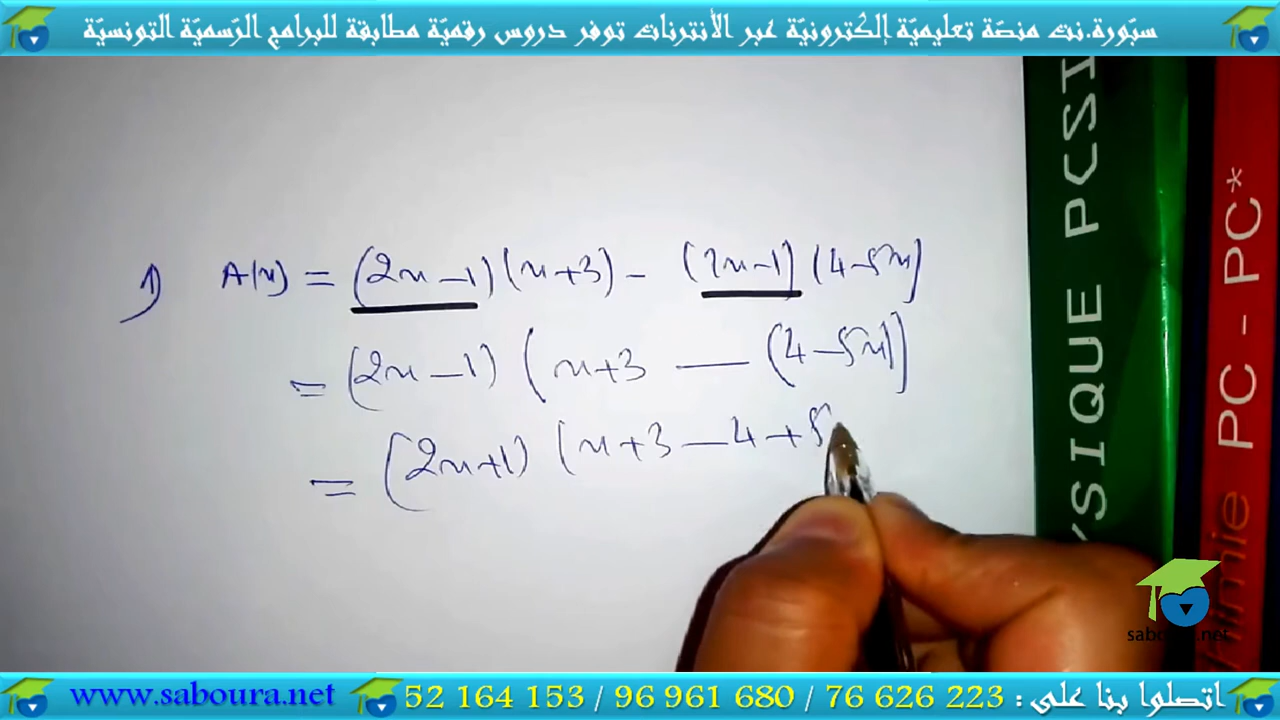 سبّورة.نت منصّة تعليميّة إلكترونيّة عبر الأنترنات توفر دروس رقميّة مطابقة للبرامج الرّسميّة التونسيّة
1) A(x) = (2x-1)(x+3) - (2x-1)(4-5x)
= (2x-1)(x+3 - (4-5x))
= (2x+1)(x+3-4+5
YSIQUE PCSI
himie PC - PC*
saboura.net
www.saboura.net 52 164 153 / 96 961 680 / 76 626 223 : اتصلوا بنا على